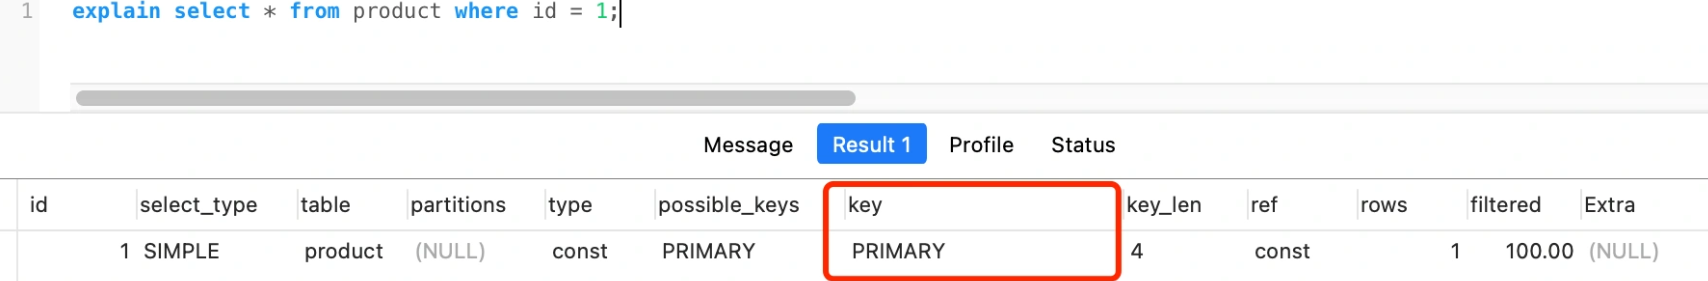 1 explain select * from product where id = 1;
Message Result 1 Profile Status
id select_type table partitions type possible_keys key key_len ref rows filtered Extra
1 SIMPLE product (NULL) const PRIMARY PRIMARY 4 const 1 100.00 (NULL)